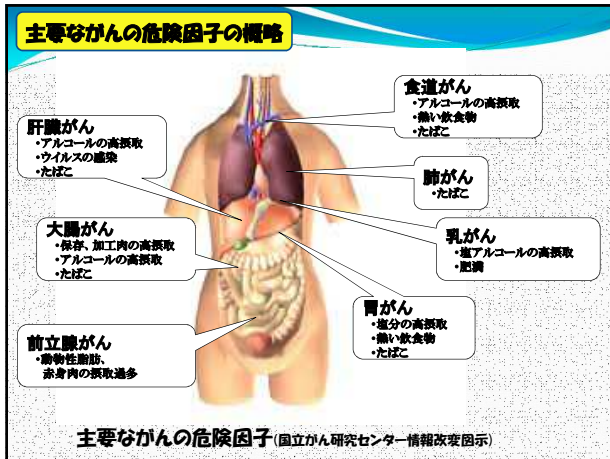 主要ながんの危険因子の概略
食道がん
・アルコールの高摂取
・熱い飲食物
・たばこ
肝臓がん
・アルコールの高摂取
・ウイルスの感染
・たばこ
肺がん
・たばこ
大腸がん
・保存、加工肉の高摂取
・アルコールの高摂取
・たばこ
乳がん
・塩アルコールの高摂取
・肥満
胃がん
・塩分の高摂取
・熱い飲食物
・たばこ
前立腺がん
・動物性脂肪、
赤身肉の摂取過多
主要ながんの危険因子(国立がん研究センター情報改変図示)